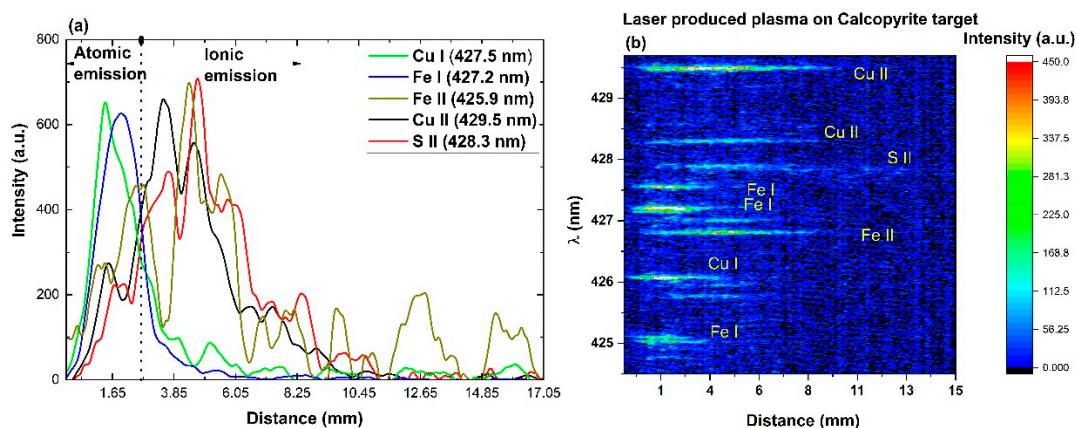 (a)
800
700
600
500
400
300
200
100
0
Intensity (a.u.)
Atomic
emission
Ionic
emission
Cu I (427.5 nm)
Fe I (427.2 nm)
Fe II (425.9 nm)
Cu II (429.5 nm)
S II (428.3 nm)
1.65 3.85 6.05 8.25 10.45 12.65 14.85 17.05
Distance (mm)
Laser produced plasma on Calcopyrite target
(b)
λ (nm)
429
428
427
426
425
Cu II
Cu II
S II
Fe I
Fe I
Fe II
Cu I
Fe I
1 4 6 9 11 13 15
Distance (mm)
Intensity (a.u.)
450.0
393.8
337.5
281.3
225.0
168.8
112.5
56.25
0.000